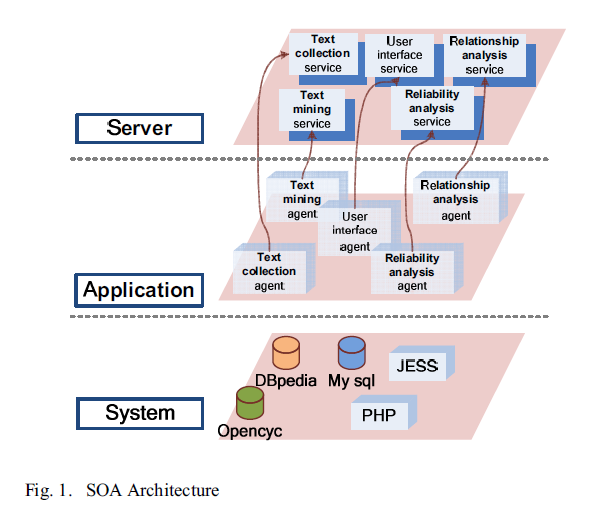 Text
collection
service
User
interface
service
Relationship
analysis
service
Text
mining
service
Reliability
analysis
service
Server
Text
mining
agent
Relationship
analysis
agent
User
interface
agent
Text
collection
agent
Reliability
analysis
agent
Application
DBpedia
My sql
JESS
Opencyc
PHP
System
Fig. 1. SOA Architecture